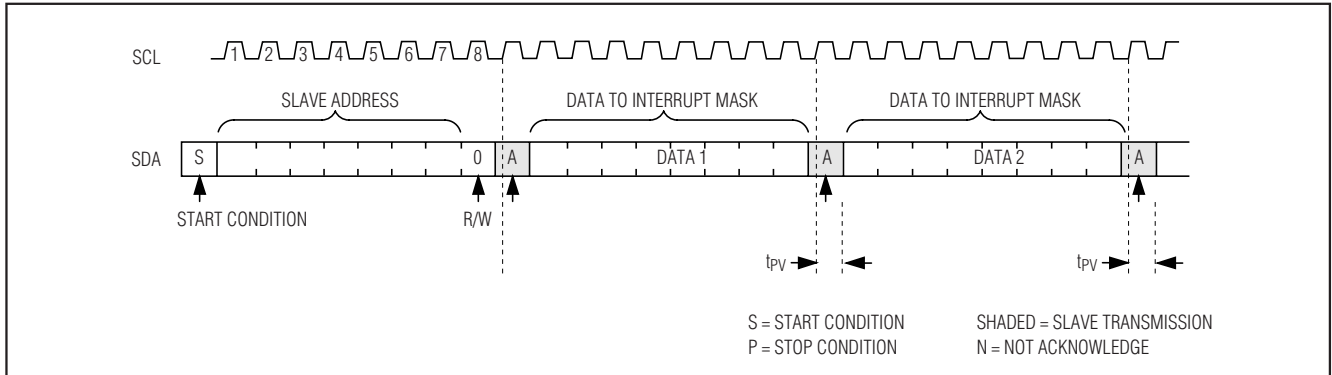 SCL 1 2 3 4 5 6 7 8
SLAVE ADDRESS DATA TO INTERRUPT MASK DATA TO INTERRUPT MASK
SDA S 0 A DATA 1 A DATA 2 A
START CONDITION R/W
tPV tPV
S = START CONDITION SHADED = SLAVE TRANSMISSION
P = STOP CONDITION N = NOT ACKNOWLEDGE